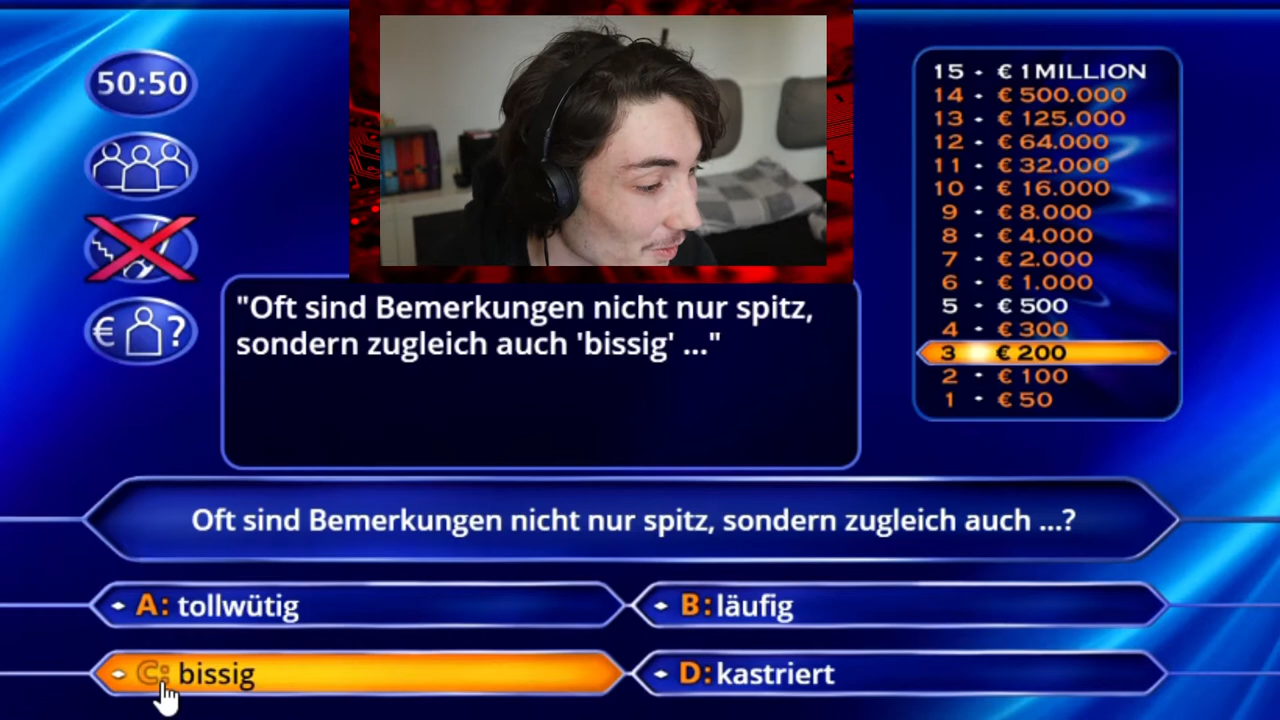 50:50
€ ?
15 · € 1 MILLION
14 · € 500.000
13 · € 125.000
12 · € 64.000
11 · € 32.000
10 · € 16.000
9 · € 8.000
8 · € 4.000
7 · € 2.000
6 · € 1.000
5 · € 500
4 · € 300
3 · € 200
2 · € 100
1 · € 50
"Oft sind Bemerkungen nicht nur spitz,
sondern zugleich auch 'bissig' ..."
Oft sind Bemerkungen nicht nur spitz, sondern zugleich auch ...?
A: tollwütig
B: läufig
C: bissig
D: kastriert